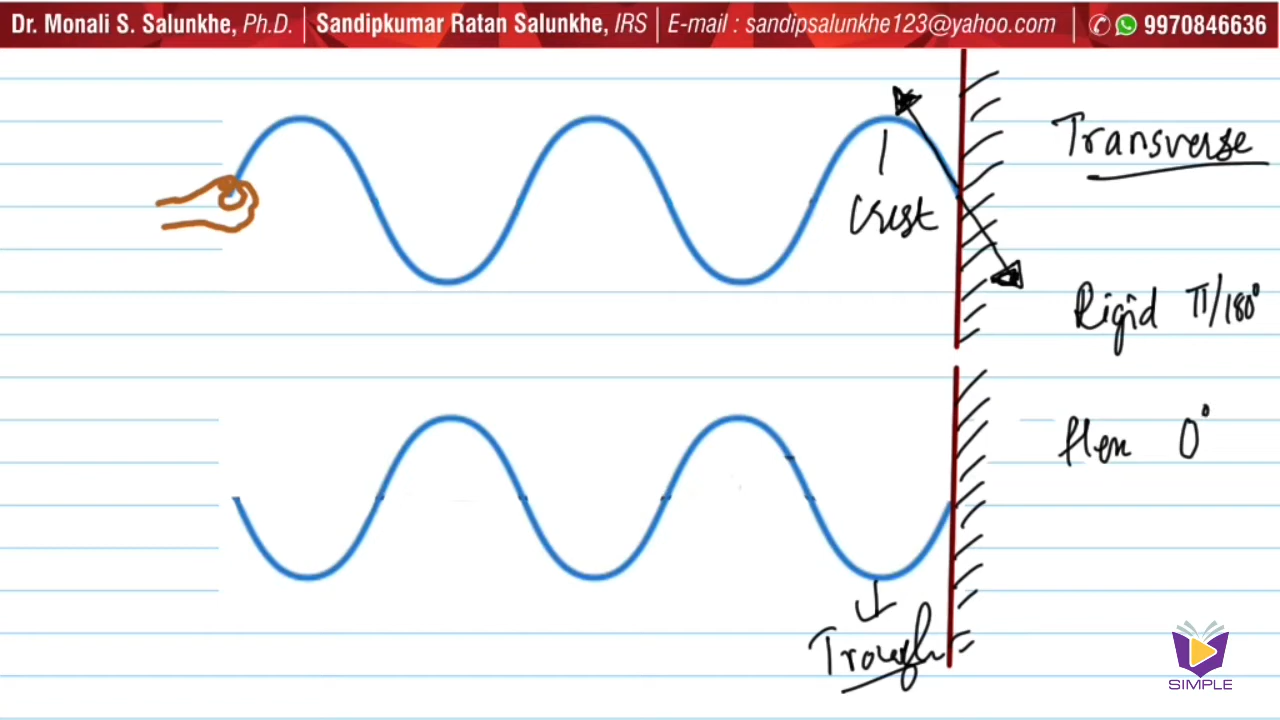 Dr. Monali S. Salunkhe, Ph.D. | Sandipkumar Ratan Salunkhe, IRS | E-mail : sandipsalunkhe123@yahoo.com | 9970846636
Transverse
Crest
Rigid π/180°
flex 0°
Trough
SIMPLE